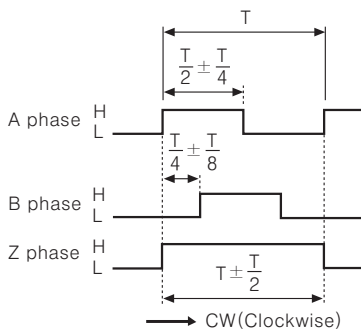 T
T/2 ± T/4
A phase H
L
T/4 ± T/8
B phase H
L
Z phase H
L
T ± T/2
CW(Clockwise)